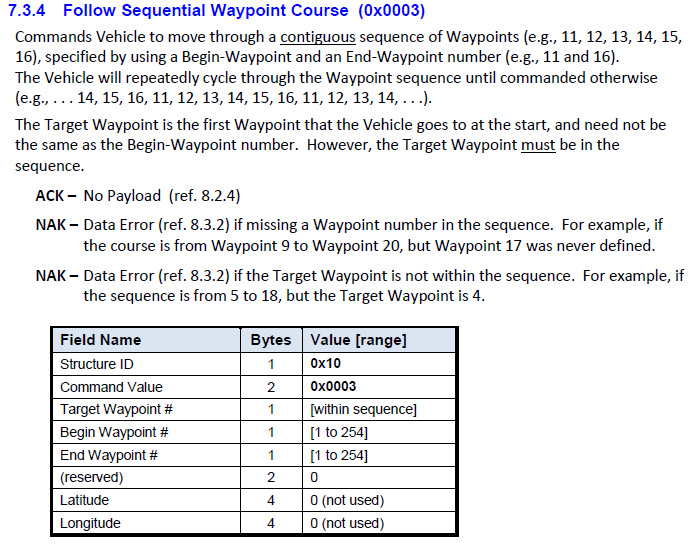 7.3.4 Follow Sequential Waypoint Course (0x0003)
Commands Vehicle to move through a contiguous sequence of Waypoints (e.g., 11, 12, 13, 14, 15,
16), specified by using a Begin-Waypoint and an End-Waypoint number (e.g., 11 and 16).
The Vehicle will repeatedly cycle through the Waypoint sequence until commanded otherwise
(e.g., . . . 14, 15, 16, 11, 12, 13, 14, 15, 16, 11, 12, 13, 14, . . .).
The Target Waypoint is the first Waypoint that the Vehicle goes to at the start, and need not be
the same as the Begin-Waypoint number. However, the Target Waypoint must be in the
sequence.
ACK – No Payload (ref. 8.2.4)
NAK – Data Error (ref. 8.3.2) if missing a Waypoint number in the sequence. For example, if
the course is from Waypoint 9 to Waypoint 20, but Waypoint 17 was never defined.
NAK – Data Error (ref. 8.3.2) if the Target Waypoint is not within the sequence. For example, if
the sequence is from 5 to 18, but the Target Waypoint is 4.
Field Name Bytes Value [range]
Structure ID 1 0x10
Command Value 2 0x0003
Target Waypoint # 1 [within sequence]
Begin Waypoint # 1 [1 to 254]
End Waypoint # 1 [1 to 254]
(reserved) 2 0
Latitude 4 0 (not used)
Longitude 4 0 (not used)